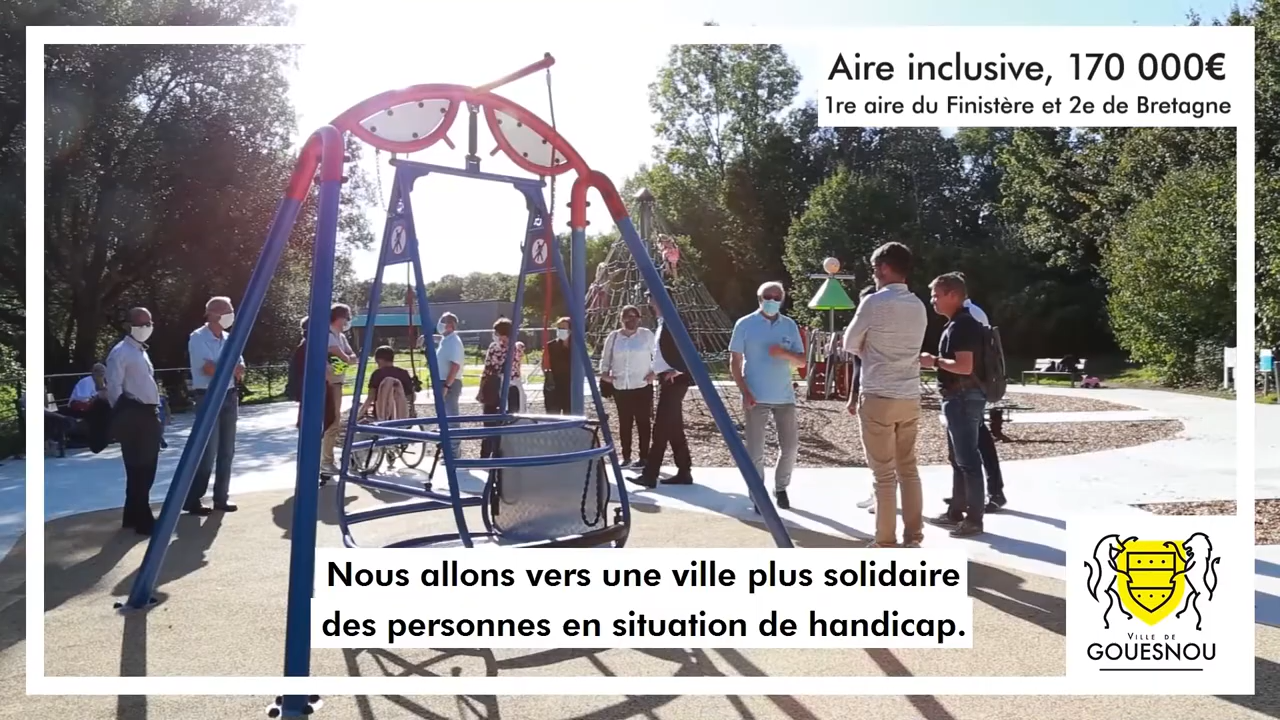 Aire inclusive, 170 000€
1re aire du Finistère et 2e de Bretagne
Nous allons vers une ville plus solidaire
des personnes en situation de handicap.
VILLE DE
GOUESNOU